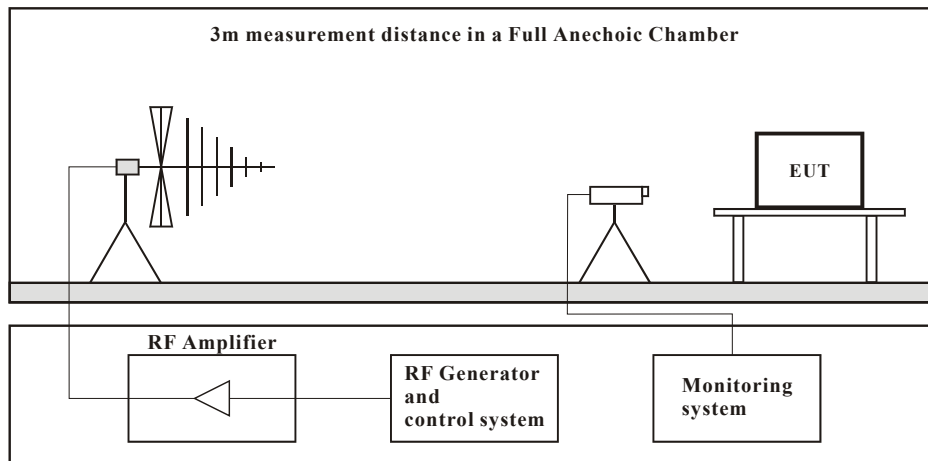 3m measurement distance in a Full Anechoic Chamber
EUT
RF Amplifier
RF Generator
and
control system
Monitoring
system